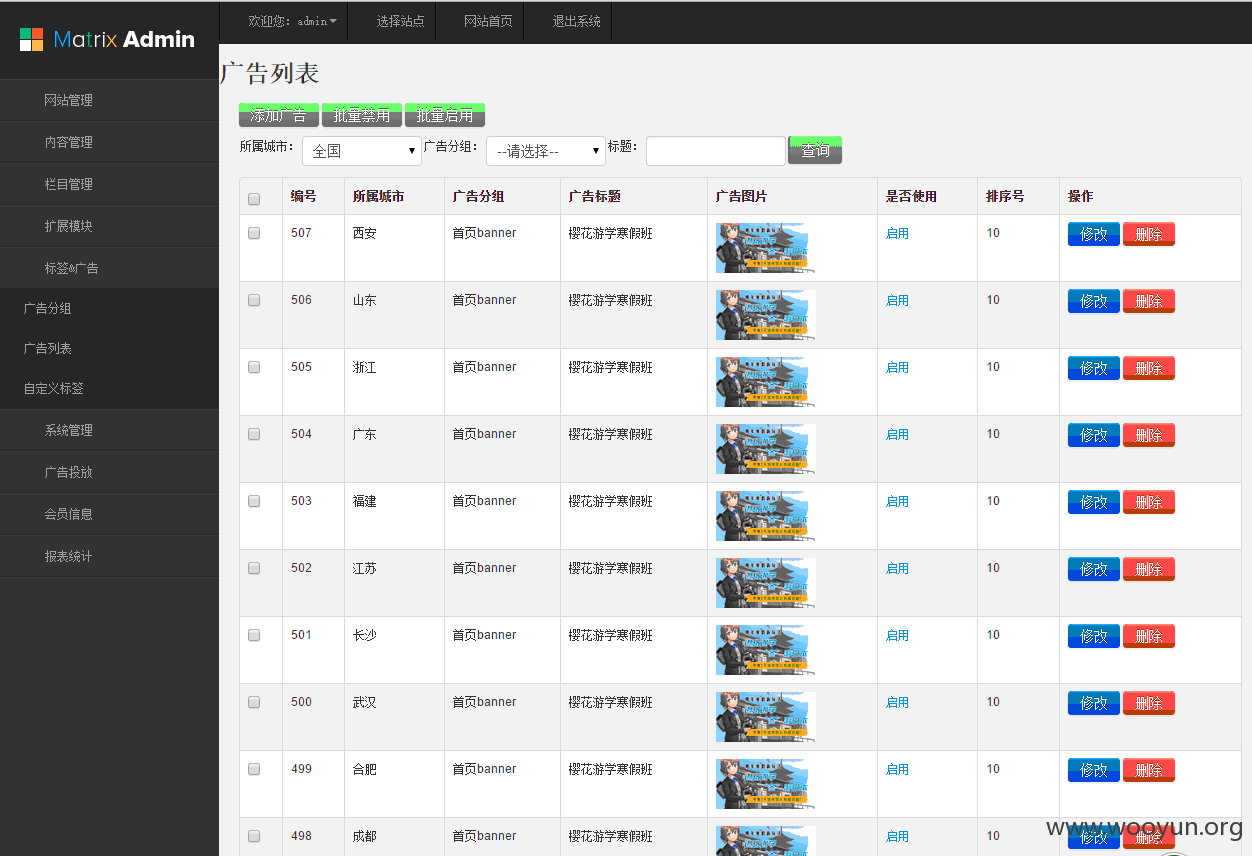 Matrix Admin
欢迎您: admin 选择站点 网站首页 退出系统
网站管理
内容管理
栏目管理
扩展模块
标签&广告
广告分组
广告列表
自定义标签
系统管理
广告投放
会员信息
报表统计
广告列表
添加广告 批量禁用 批量启用
所属城市: 全国 广告分组: --请选择-- 标题: 查询
编号 所属城市 广告分组 广告标题 广告图片 是否使用 排序号 操作
507 西安 首页banner 樱花游学寒假班 启用 10 修改 删除
506 山东 首页banner 樱花游学寒假班 启用 10 修改 删除
505 浙江 首页banner 樱花游学寒假班 启用 10 修改 删除
504 广东 首页banner 樱花游学寒假班 启用 10 修改 删除
503 福建 首页banner 樱花游学寒假班 启用 10 修改 删除
502 江苏 首页banner 樱花游学寒假班 启用 10 修改 删除
501 长沙 首页banner 樱花游学寒假班 启用 10 修改 删除
500 武汉 首页banner 樱花游学寒假班 启用 10 修改 删除
499 合肥 首页banner 樱花游学寒假班 启用 10 修改 删除
498 成都 首页banner 樱花游学寒假班 启用 10 修改 删除
www.wooyun.org